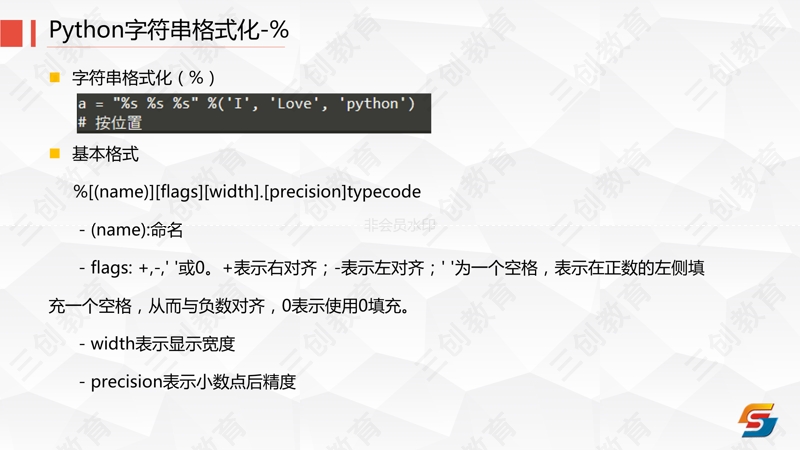 Python字符串格式化-%
字符串格式化（%）
a = "%s %s %s" %('I', 'Love', 'python')
# 按位置
基本格式
%[(name)][flags][width].[precision]typecode
- (name):命名
非会员水印
- flags: +,-,' '或0。+表示右对齐；-表示左对齐；' '为一个空格，表示在正数的左侧填
充一个空格，从而与负数对齐，0表示使用0填充。
- width表示显示宽度
- precision表示小数点后精度
三创教育